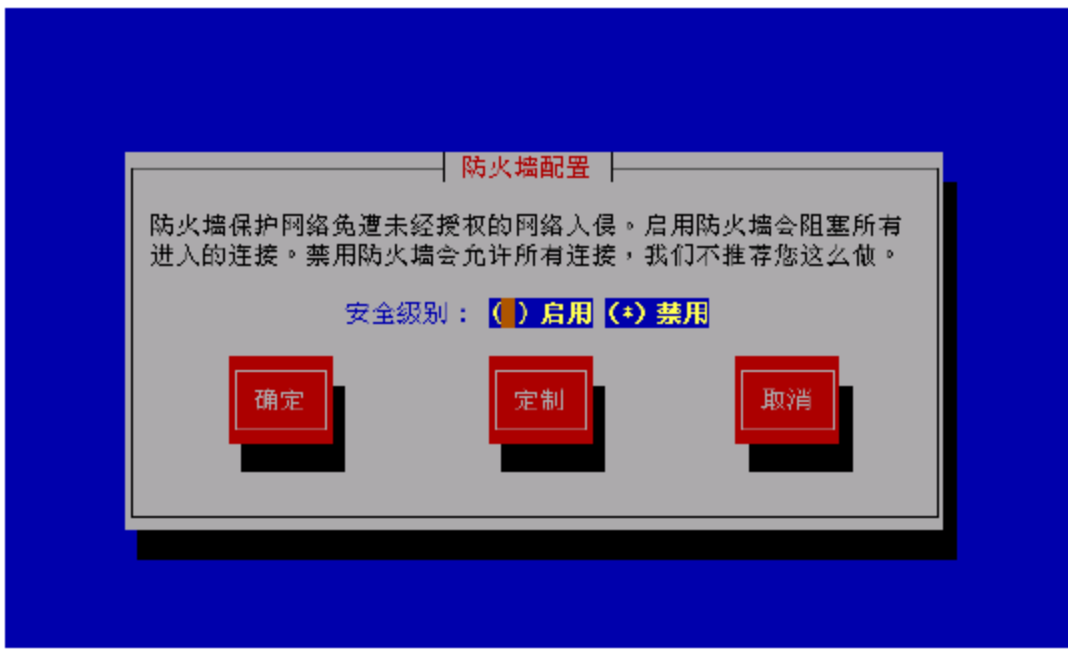 防火墙配置
防火墙保护网络免遭未经授权的网络入侵。启用防火墙会阻塞所有
进入的连接。禁用防火墙会允许所有连接，我们不推荐您这么做。
安全级别： ( ) 启用 (*) 禁用
确定 定制 取消